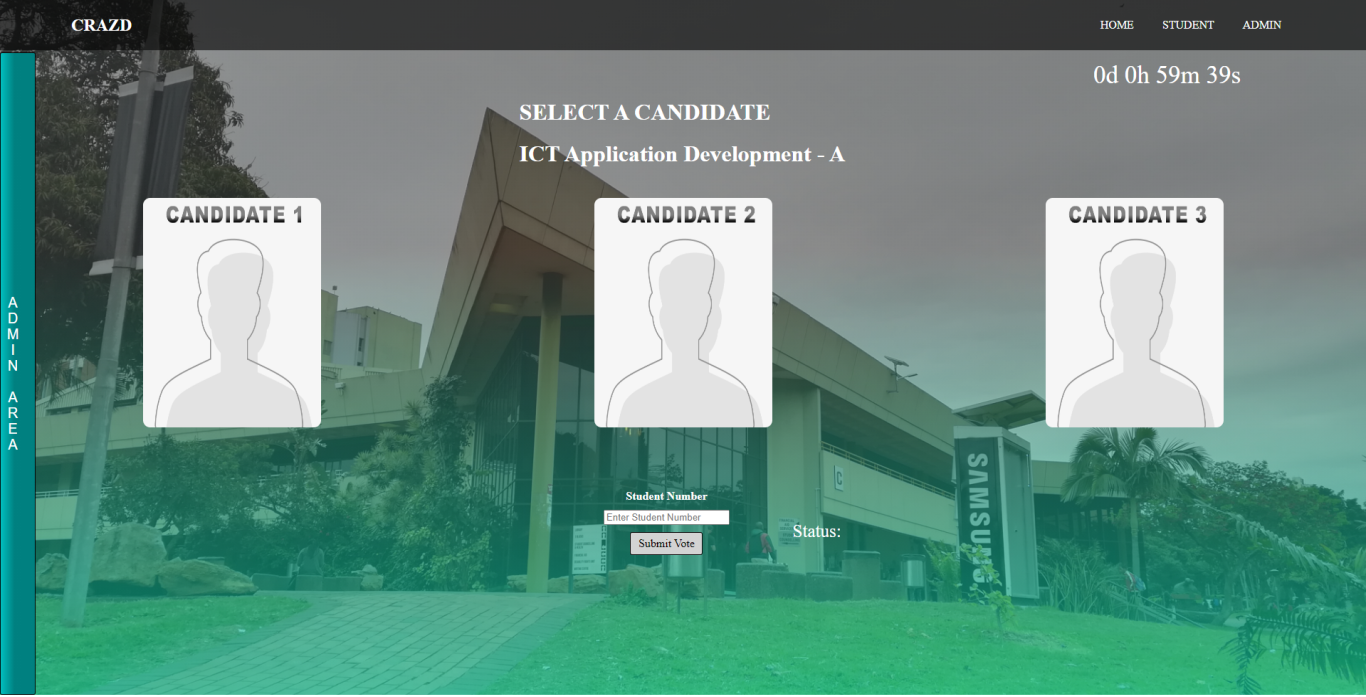 CRAZD
HOME STUDENT ADMIN
0d 0h 59m 39s
SELECT A CANDIDATE
ICT Application Development - A
CANDIDATE 1
CANDIDATE 2
CANDIDATE 3
ADMIN AREA
C
SAMSUNG
Student Number
Enter Student Number
Submit Vote
Status: